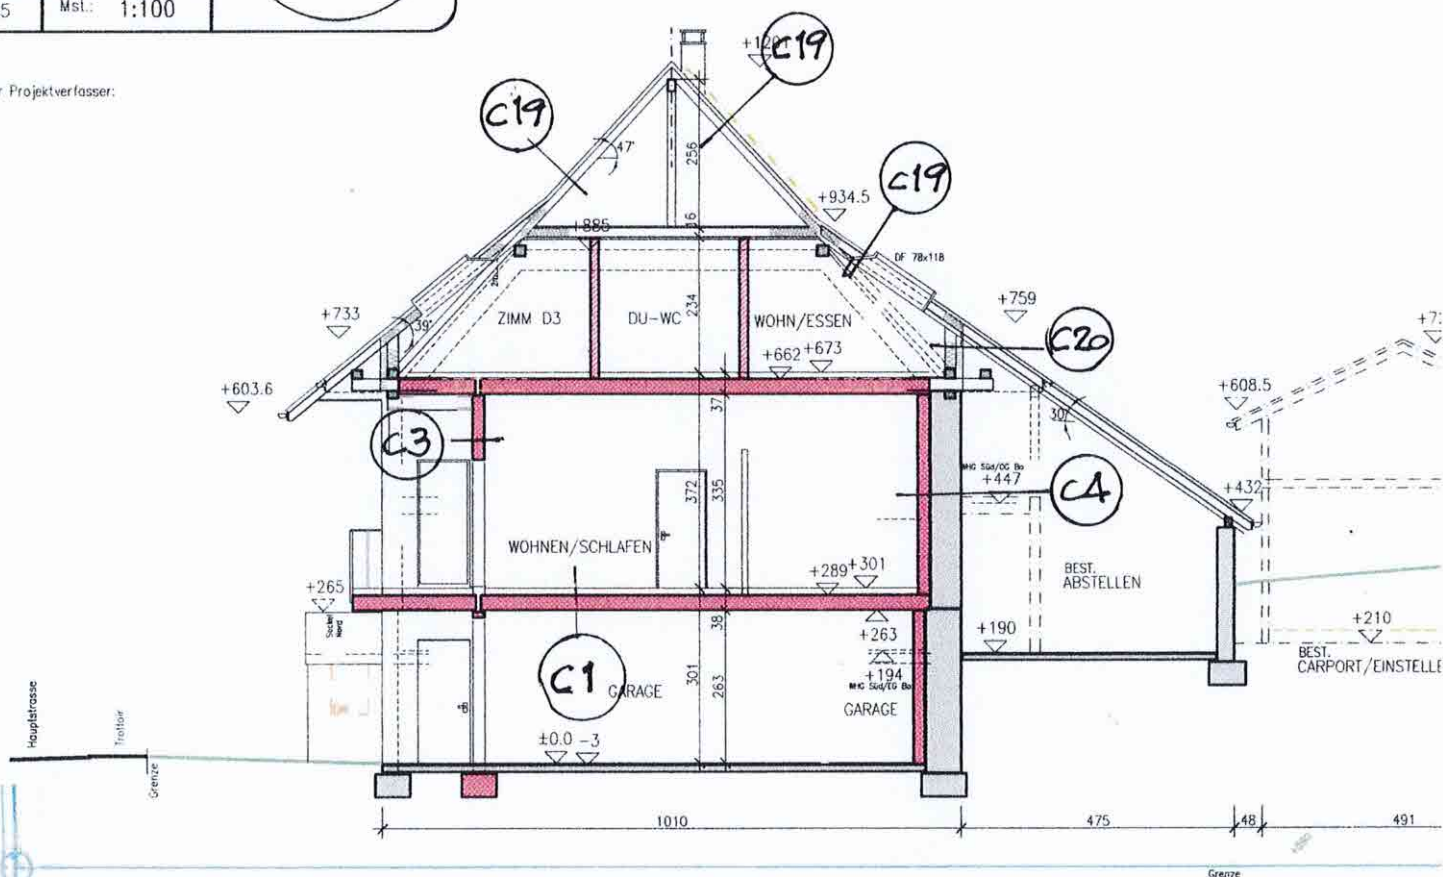 5
Mst.: 1:100
r Projektverfasser:
C19
C19
C19
47°
256
+934.5
16
+885
DF 78x118
+733
39°
ZIMM D3
DU-WC
234
WOHN/ESSEN
+759
C20
+662
+673
+603.6
+608.5
37
30°
C3
C4
+447
+432
372
335
WOHNEN/SCHLAFEN
+289
+301
BEST.
ABSTELLEN
+265
Sockel
Nord
38
+263
+190
+210
BEST.
CARPORT/EINSTELLE
+194
C1
GARAGE
301
263
GARAGE
±0.0
-3
Hauptstrasse
Trottoir
Grenze
1010
475
48
491
Grenze